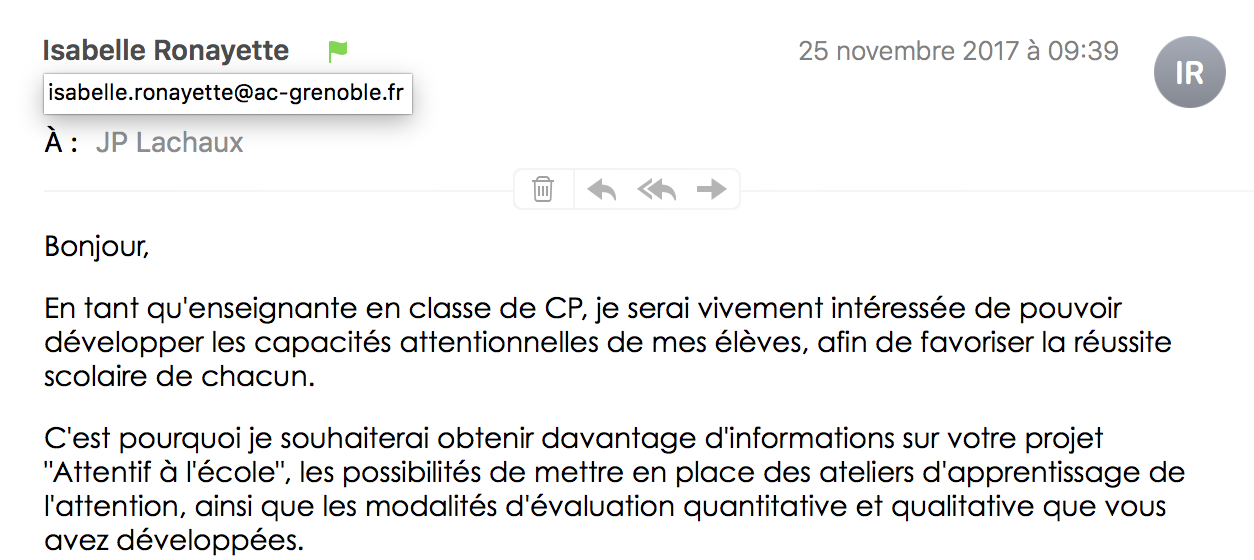 Isabelle Ronayette
25 novembre 2017 à 09:39
IR
isabelle.ronayette@ac-grenoble.fr
À : JP Lachaux
Bonjour,
En tant qu'enseignante en classe de CP, je serai vivement intéressée de pouvoir
développer les capacités attentionnelles de mes élèves, afin de favoriser la réussite
scolaire de chacun.
C'est pourquoi je souhaiterai obtenir davantage d'informations sur votre projet
"Attentif à l'école", les possibilités de mettre en place des ateliers d'apprentissage de
l'attention, ainsi que les modalités d'évaluation quantitative et qualitative que vous
avez développées.